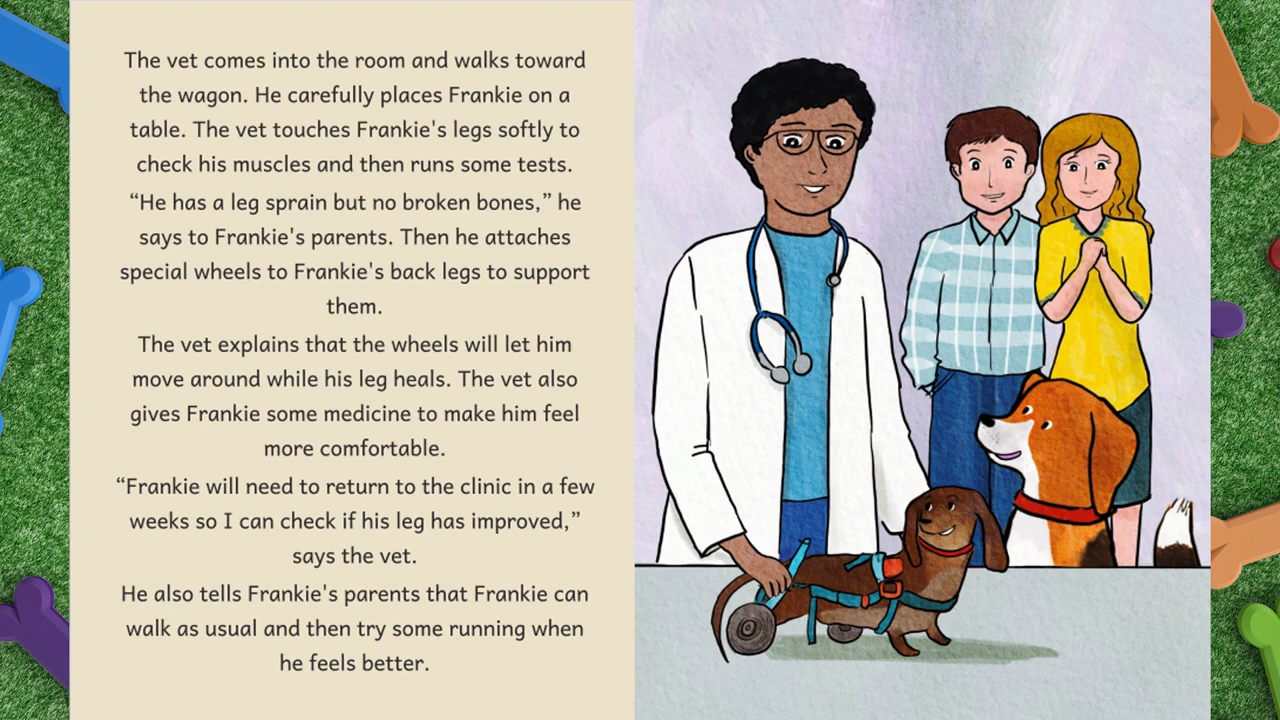 The vet comes into the room and walks toward
the wagon. He carefully places Frankie on a
table. The vet touches Frankie's legs softly to
check his muscles and then runs some tests.
“He has a leg sprain but no broken bones,” he
says to Frankie's parents. Then he attaches
special wheels to Frankie's back legs to support
them.
The vet explains that the wheels will let him
move around while his leg heals. The vet also
gives Frankie some medicine to make him feel
more comfortable.
“Frankie will need to return to the clinic in a few
weeks so I can check if his leg has improved,”
says the vet.
He also tells Frankie's parents that Frankie can
walk as usual and then try some running when
he feels better.